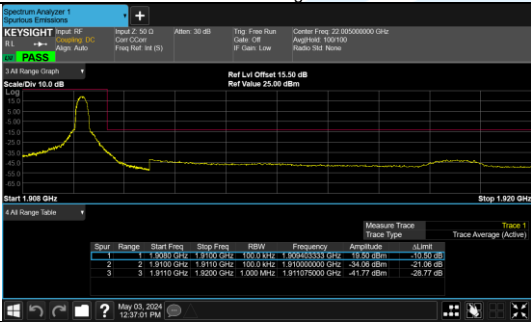 Spectrum Analyzer 1
Spurious Emissions
KEYSIGHT Input: RF Input Z: 50 Ω Atten: 30 dB Trig: Free Run Center Freq: 22.005000000 GHz
RL Coupling: DC Corr CCorr Gate: Off Avg|Hold: 100/100
Align: Auto Freq Ref: Int (S) IF Gain: Low Radio Std: None
PASS
3 All Range Graph
Ref Lvl Offset 15.50 dB
Scale/Div 10.0 dB Ref Value 25.00 dBm
Log
15.0
5.00
-5.00
-15.0
-25.0
-35.0
-45.0
-55.0
-65.0
Start 1.908 GHz Stop 1.920 GHz
4 All Range Table
Measure Trace Trace 1
Trace Type Trace Average (Active)
Spur Range Start Freq Stop Freq RBW Frequency Amplitude ΔLimit
1 1 1.9080 GHz 1.9100 GHz 100.0 kHz 1.909403333 GHz 19.50 dBm -10.50 dB
2 2 1.9100 GHz 1.9110 GHz 100.0 kHz 1.910000000 GHz -34.06 dBm -21.06 dB
3 3 1.9110 GHz 1.9200 GHz 1.000 MHz 1.911075000 GHz -41.77 dBm -28.77 dB
May 03, 2024
12:37:01 PM